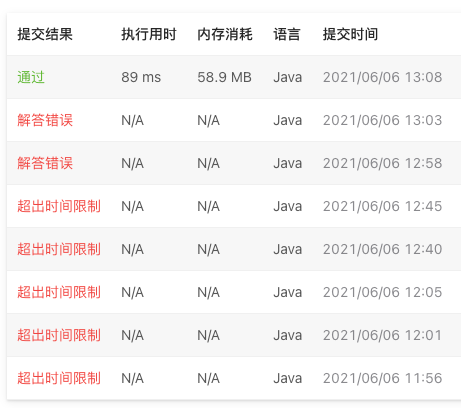 提交结果 执行用时 内存消耗 语言 提交时间
通过 89 ms 58.9 MB Java 2021/06/06 13:08
解答错误 N/A N/A Java 2021/06/06 13:03
解答错误 N/A N/A Java 2021/06/06 12:58
超出时间限制 N/A N/A Java 2021/06/06 12:45
超出时间限制 N/A N/A Java 2021/06/06 12:40
超出时间限制 N/A N/A Java 2021/06/06 12:05
超出时间限制 N/A N/A Java 2021/06/06 12:01
超出时间限制 N/A N/A Java 2021/06/06 11:56